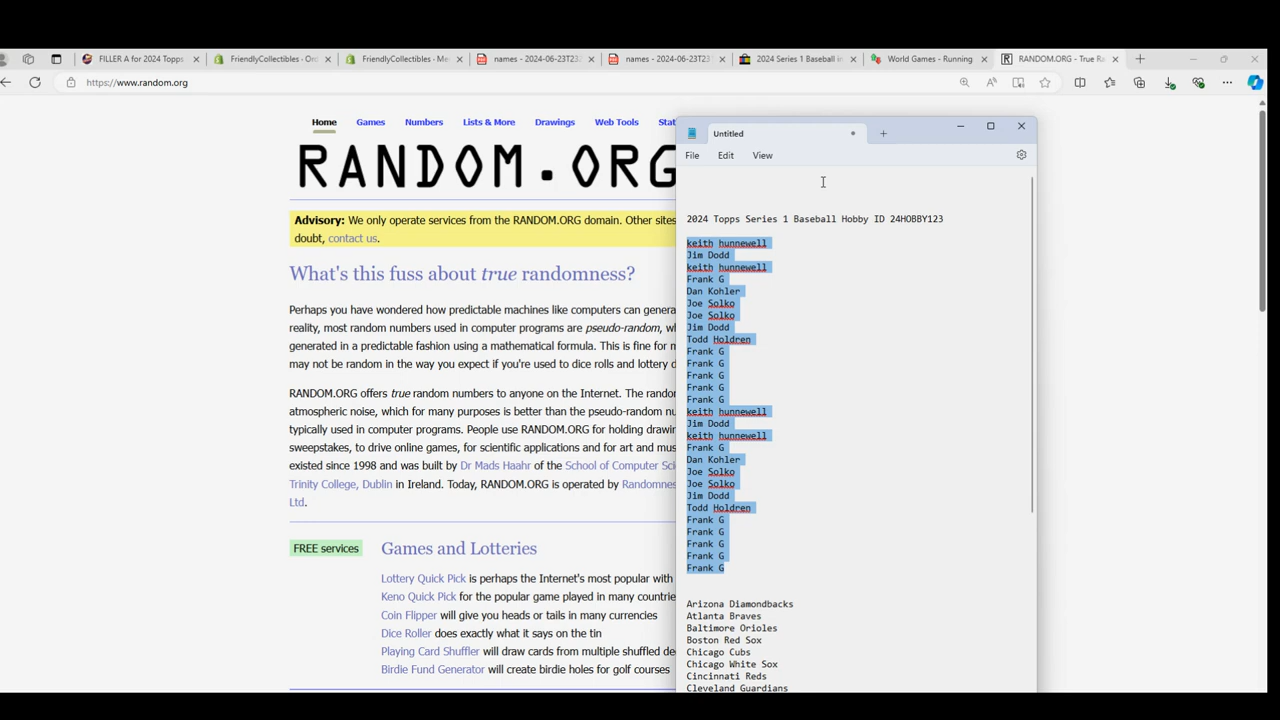 FILLER A for 2024 Topps
FriendlyCollectibles - Or
FriendlyCollectibles - Me
names - 2024-06-23T23
names - 2024-06-23T23
2024 Series 1 Baseball in
World Games - Running
RANDOM.ORG - True Ra
https://www.random.org
Home Games Numbers Lists & More Drawings Web Tools Stat
RANDOM.ORG
Advisory: We only operate services from the RANDOM.ORG domain. Other sites
doubt, contact us.
What's this fuss about true randomness?
Perhaps you have wondered how predictable machines like computers can genera
reality, most random numbers used in computer programs are pseudo-random, wh
generated in a predictable fashion using a mathematical formula. This is fine for m
may not be random in the way you expect if you're used to dice rolls and lottery d
RANDOM.ORG offers true random numbers to anyone on the Internet. The randor
atmospheric noise, which for many purposes is better than the pseudo-random nu
typically used in computer programs. People use RANDOM.ORG for holding drawin
sweepstakes, to drive online games, for scientific applications and for art and mus
existed since 1998 and was built by Dr Mads Haahr of the School of Computer Sci
Trinity College, Dublin in Ireland. Today, RANDOM.ORG is operated by Randomnes
Ltd.
FREE services
Games and Lotteries
Lottery Quick Pick is perhaps the Internet's most popular with
Keno Quick Pick for the popular game played in many countrie
Coin Flipper will give you heads or tails in many currencies
Dice Roller does exactly what it says on the tin
Playing Card Shuffler will draw cards from multiple shuffled de
Birdie Fund Generator will create birdie holes for golf courses
Untitled
File Edit View
2024 Topps Series 1 Baseball Hobby ID 24HOBBY123
keith hunnewell
Jim Dodd
keith hunnewell
Frank G
Dan Kohler
Joe Solko
Joe Solko
Jim Dodd
Todd Holdren
Frank G
Frank G
Frank G
Frank G
Frank G
keith hunnewell
Jim Dodd
keith hunnewell
Frank G
Dan Kohler
Joe Solko
Joe Solko
Jim Dodd
Todd Holdren
Frank G
Frank G
Frank G
Frank G
Frank G
Arizona Diamondbacks
Atlanta Braves
Baltimore Orioles
Boston Red Sox
Chicago Cubs
Chicago White Sox
Cincinnati Reds
Cleveland Guardians